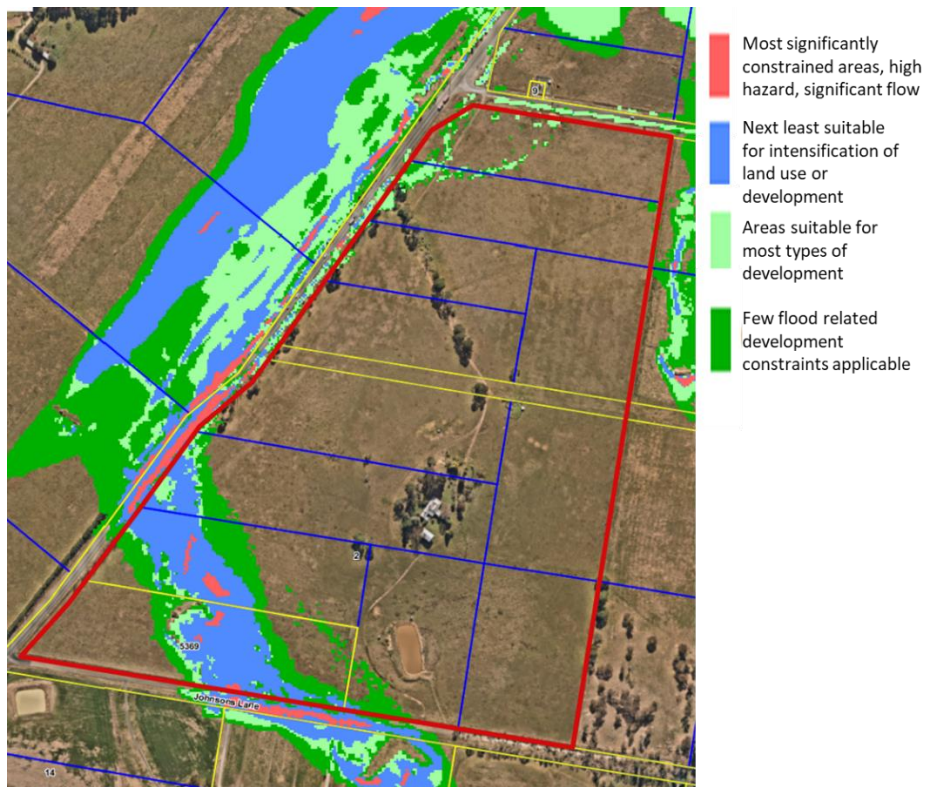 Most significantly
constrained areas, high
hazard, significant flow
Next least suitable
for intensification of
land use or
development
Areas suitable for
most types of
development
Few flood related
development
constraints applicable
9
2
5369
Johnsons Lane
14